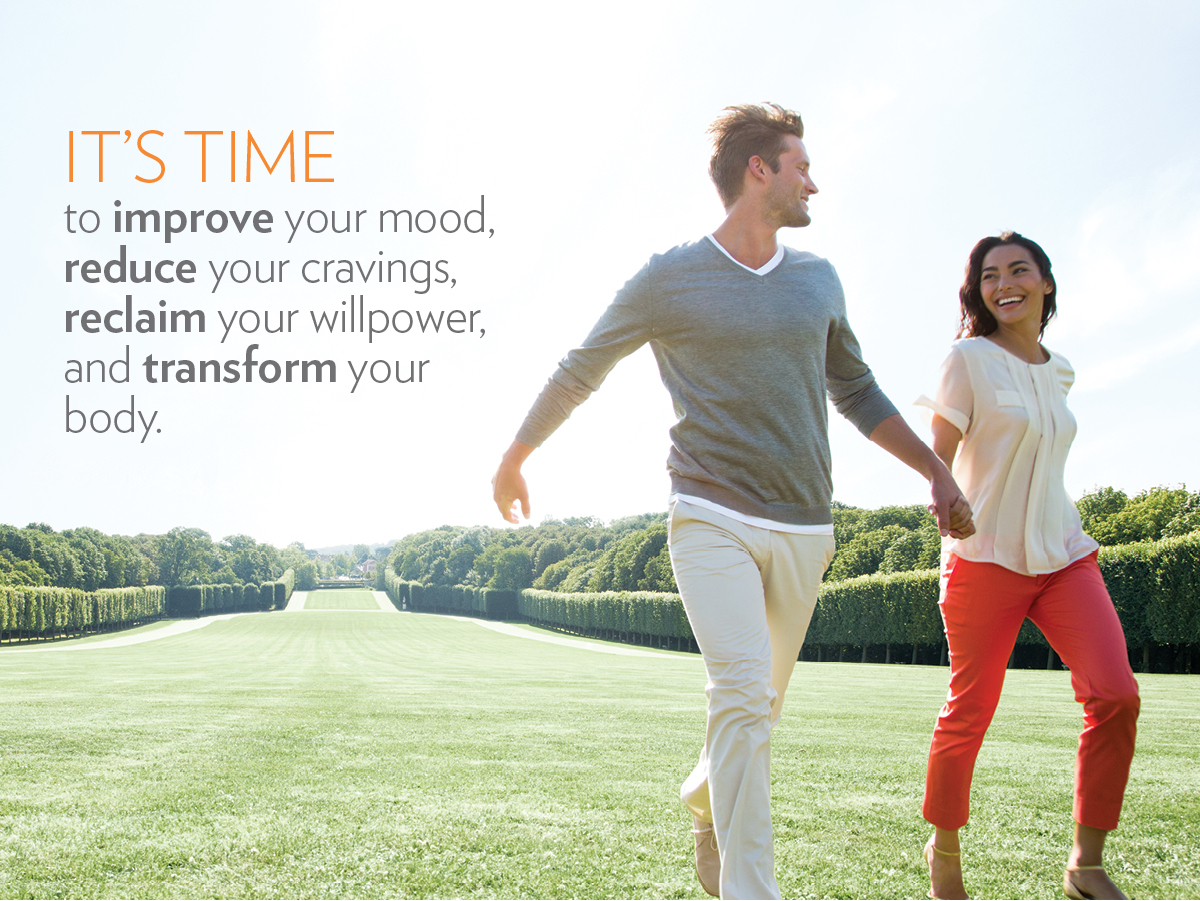 IT’S TIME
to improve your mood,
reduce your cravings,
reclaim your willpower,
and transform your
body.